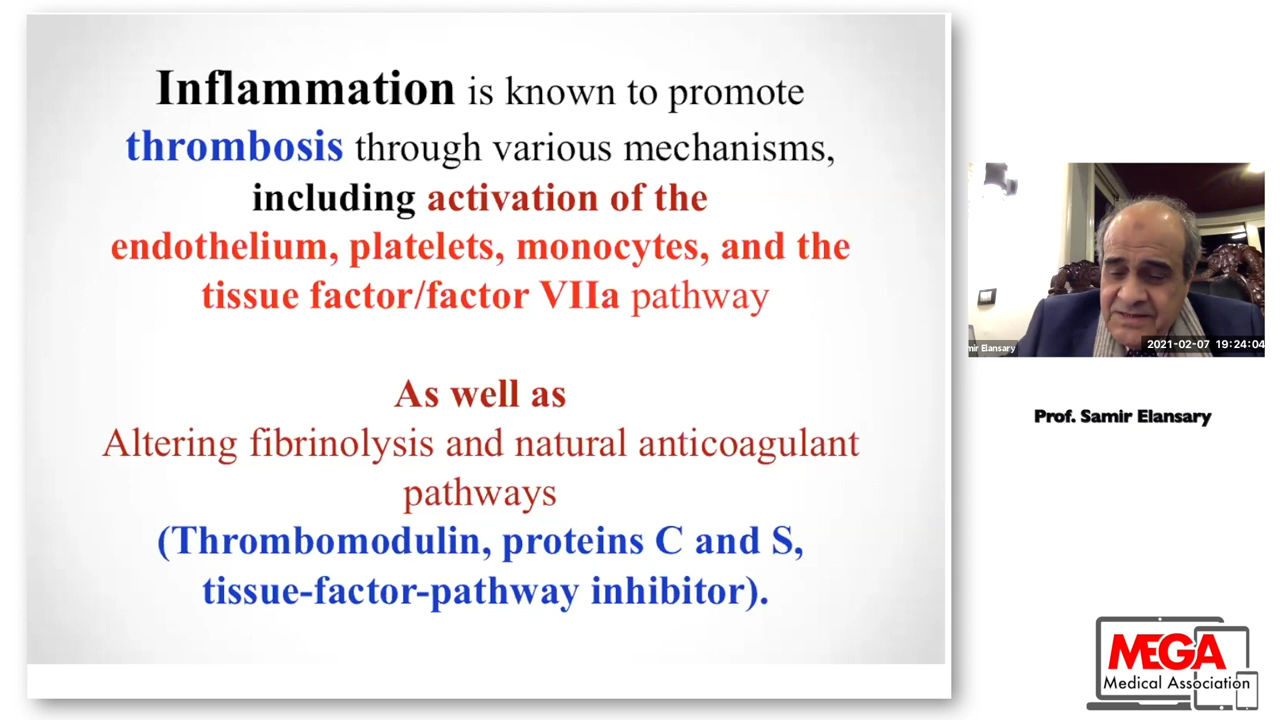 Inflammation is known to promote
thrombosis through various mechanisms,
including activation of the
endothelium, platelets, monocytes, and the
tissue factor/factor VIIa pathway
As well as
Altering fibrinolysis and natural anticoagulant
pathways
(Thrombomodulin, proteins C and S,
tissue-factor-pathway inhibitor).
mir Elansary
2021-02-07 19:24:04
Prof. Samir Elansary
MEGA
Medical Association